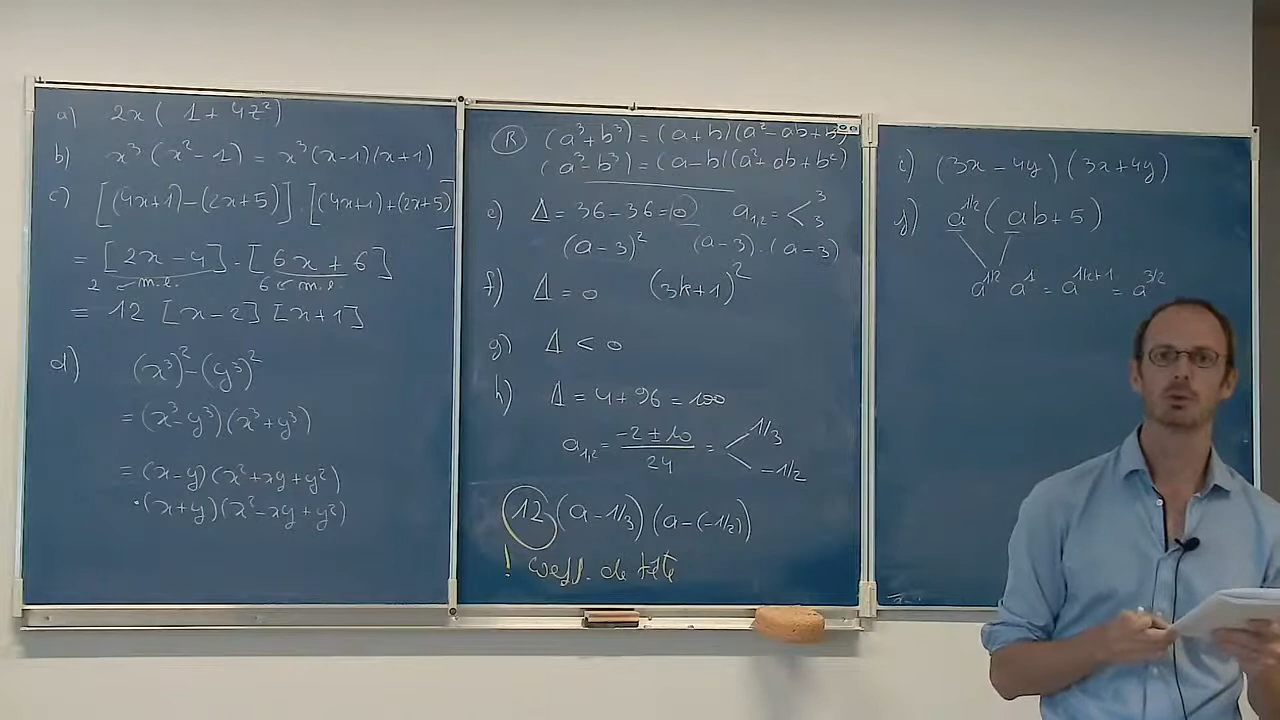 a) 2x ( 1 + 4z²)
b) x³ (x² - 1) = x³(x-1)(x+1)
c) [(4x+1)-(2x+5)] . [(4x+1)+(2x+5)]
= [2x - 4] . [6x + 6]
2 m.e. 6 m.e.
= 12 [x-2] [x+1]
d) (x³)² - (y³)²
= (x³ - y³)(x³ + y³)
= (x-y)(x² + xy + y²)
·(x+y)(x² - xy + y²)
(R) (a³ + b³) = (a+b)(a² - ab + b²)
(a³ - b³) = (a-b)(a² + ab + b²)
e) Δ = 36 - 36 = 0 a₁,₂ = < 3
3
(a-3)² (a-3).(a-3)
f) Δ = 0 (3k+1)²
g) Δ < 0
h) Δ = 4 + 96 = 100
a₁,₂ = (-2 ± 10)/24 = < 1/3
-1/2
12 (a - 1/3) (a - (-1/2))
! coeff. de tête
i) (3x - 4y) (3x + 4y)
j) a^1/2 ( ab + 5)
a^1/2 a^1 = a^1/2+1 = a^3/2